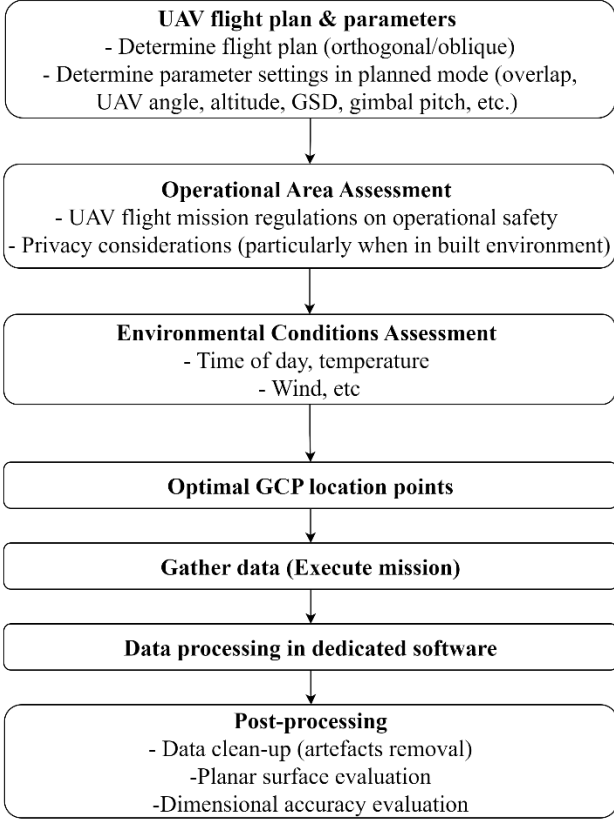 UAV flight plan & parameters
- Determine flight plan (orthogonal/oblique)
- Determine parameter settings in planned mode (overlap,
UAV angle, altitude, GSD, gimbal pitch, etc.)
Operational Area Assessment
- UAV flight mission regulations on operational safety
- Privacy considerations (particularly when in built environment)
Environmental Conditions Assessment
- Time of day, temperature
- Wind, etc
Optimal GCP location points
Gather data (Execute mission)
Data processing in dedicated software
Post-processing
- Data clean-up (artefacts removal)
-Planar surface evaluation
-Dimensional accuracy evaluation